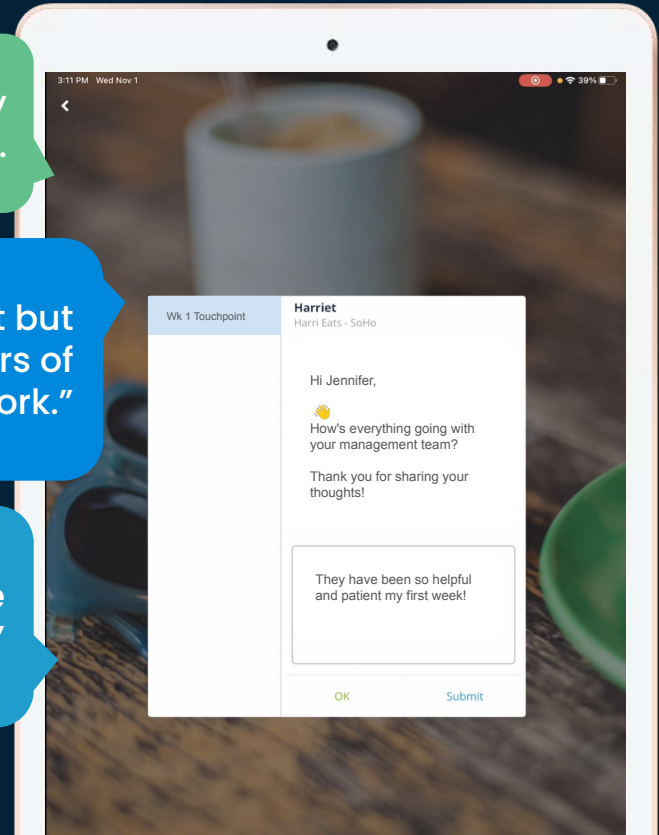 3:11 PM Wed Nov 1
39%
.
t but
rs of
ork.”
Wk 1 Touchpoint
Harriet
Harri Eats - SoHo
Hi Jennifer,
👋
How's everything going with
your management team?
Thank you for sharing your
thoughts!
They have been so helpful
and patient my first week!
OK
Submit